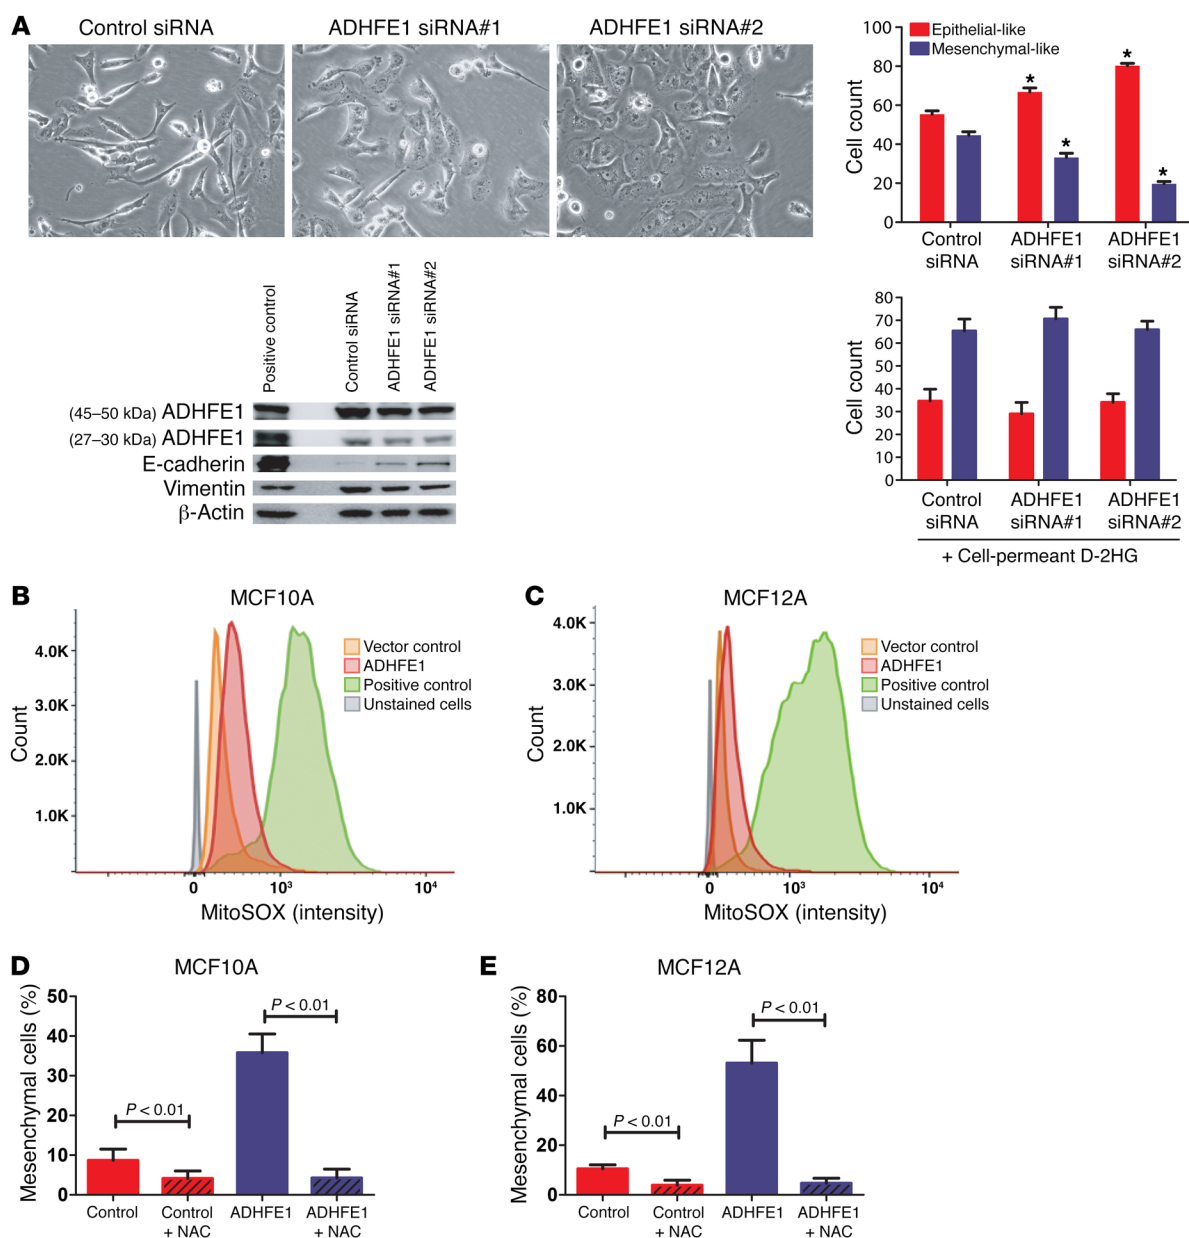 A
Control siRNA
ADHFE1 siRNA#1
ADHFE1 siRNA#2
100
80
60
40
20
0
Cell count
Epithelial-like
Mesenchymal-like
*
*
*
*
Control
siRNA
ADHFE1
siRNA#1
ADHFE1
siRNA#2
Positive control
Control siRNA
ADHFE1 siRNA#1
ADHFE1 siRNA#2
(45–50 kDa) ADHFE1
(27–30 kDa) ADHFE1
E-cadherin
Vimentin
β-Actin
80
70
60
50
40
30
20
10
0
Cell count
Control
siRNA
ADHFE1
siRNA#1
ADHFE1
siRNA#2
+ Cell-permeant D-2HG
B
MCF10A
Count
4.0K
3.0K
2.0K
1.0K
Vector control
ADHFE1
Positive control
Unstained cells
0
10³
10⁴
MitoSOX (intensity)
C
MCF12A
Count
4.0K
3.0K
2.0K
1.0K
Vector control
ADHFE1
Positive control
Unstained cells
0
10³
10⁴
MitoSOX (intensity)
D
MCF10A
Mesenchymal cells (%)
50
40
30
20
10
0
P < 0.01
P < 0.01
Control
Control
+ NAC
ADHFE1
ADHFE1
+ NAC
E
MCF12A
Mesenchymal cells (%)
80
60
40
20
0
P < 0.01
P < 0.01
Control
Control
+ NAC
ADHFE1
ADHFE1
+ NAC